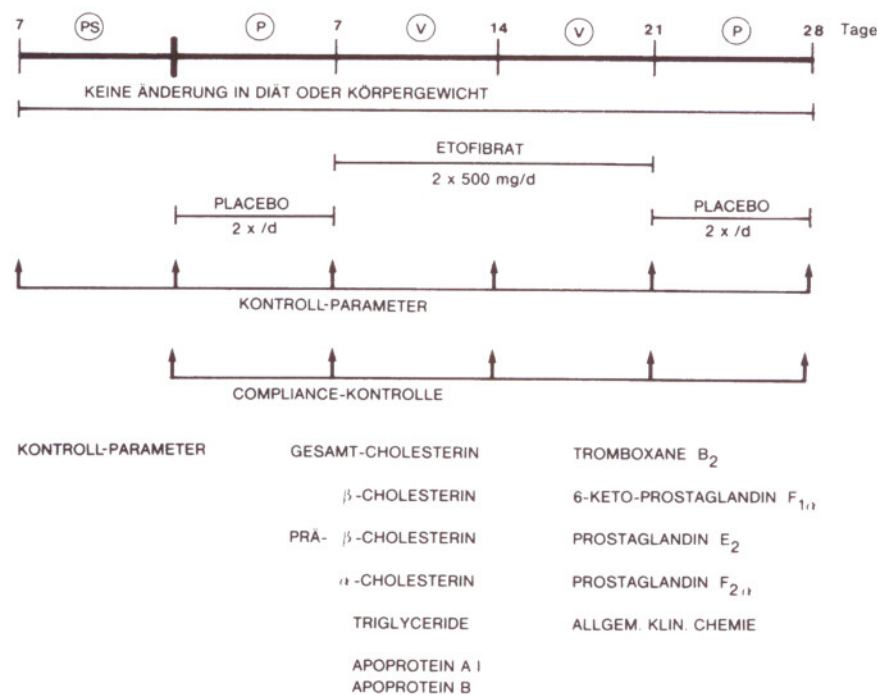 7 PS P 7 V 14 V 21 P 28 Tage
KEINE ÄNDERUNG IN DIÄT ODER KÖRPERGEWICHT
ETOFIBRAT
2 x 500 mg/d
PLACEBO PLACEBO
2 x /d 2 x /d
KONTROLL-PARAMETER
COMPLIANCE-KONTROLLE
KONTROLL-PARAMETER GESAMT-CHOLESTERIN TROMBOXANE B₂
β-CHOLESTERIN 6-KETO-PROSTAGLANDIN F₁α
PRÄ- β-CHOLESTERIN PROSTAGLANDIN E₂
α-CHOLESTERIN PROSTAGLANDIN F₂α
TRIGLYCERIDE ALLGEM. KLIN. CHEMIE
APOPROTEIN A I
APOPROTEIN B